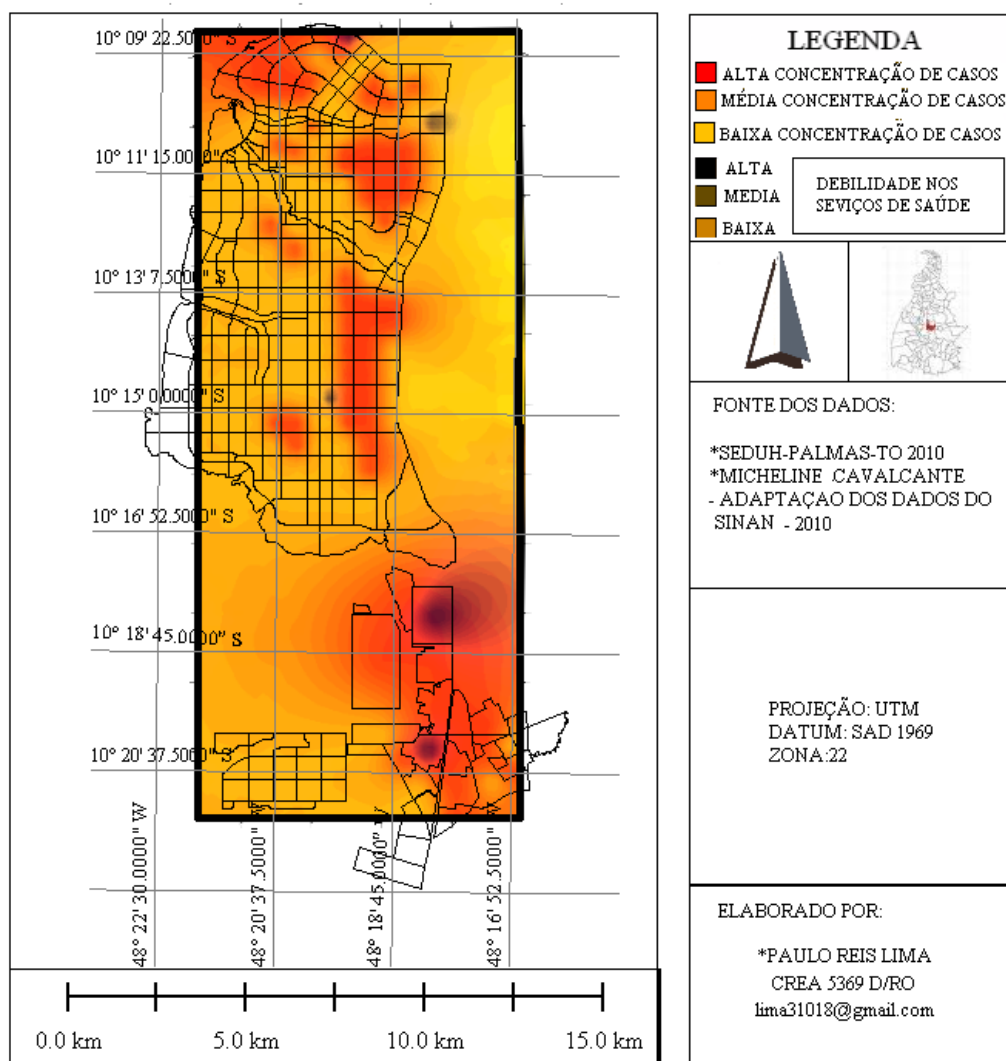 10° 09' 22.5000" S
10° 11' 15.0000" S
10° 13' 7.5000" S
10° 15' 0.0000" S
10° 16' 52.5000" S
10° 18' 45.0000" S
10° 20' 37.5000" S
48° 22' 30.0000" W
48° 20' 37.5000" W
48° 18' 45.0000" W
48° 16' 52.5000" W
0.0 km
5.0 km
10.0 km
15.0 km
LEGENDA
ALTA CONCENTRAÇÃO DE CASOS
MÉDIA CONCENTRAÇÃO DE CASOS
BAIXA CONCENTRAÇÃO DE CASOS
ALTA
MEDIA
BAIXA
DEBILIDADE NOS
SEVIÇOS DE SAÚDE
FONTE DOS DADOS:
*SEDUH-PALMAS-TO 2010
*MICHELINE CAVALCANTE
- ADAPTAÇAO DOS DADOS DO
SINAN - 2010
PROJEÇÃO: UTM
DATUM: SAD 1969
ZONA:22
ELABORADO POR:
*PAULO REIS LIMA
CREA 5369 D/RO
lima31018@gmail.com